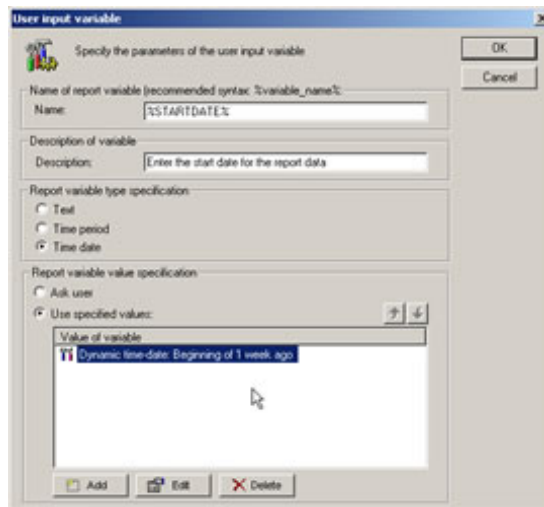 User input variable
Specify the parameters of the user input variable
OK
Cancel
Name of report variable (recommended syntax: %variable_name%:
Name: %STARTDATE%
Description of variable
Description: Enter the start date for the report data
Report variable type specification
Text
Time period
Time date
Report variable value specification
Ask user
Use specified values:
Value of variable
Dynamic time-date: Beginning of 1 week ago
Add Edit Delete